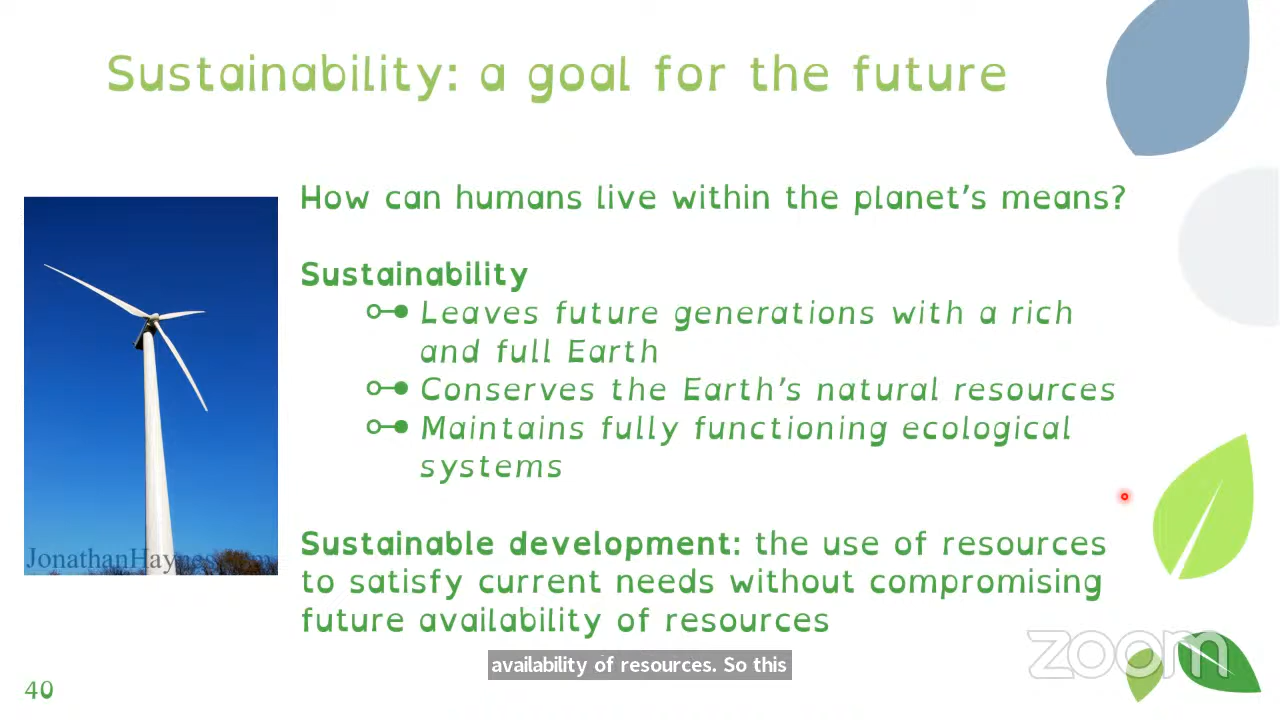 Sustainability: a goal for the future
How can humans live within the planet's means?
Sustainability
Leaves future generations with a rich
and full Earth
Conserves the Earth's natural resources
Maintains fully functioning ecological
systems
JonathanHaynes.com
Sustainable development: the use of resources
to satisfy current needs without compromising
future availability of resources
availability of resources. So this
zoom
40